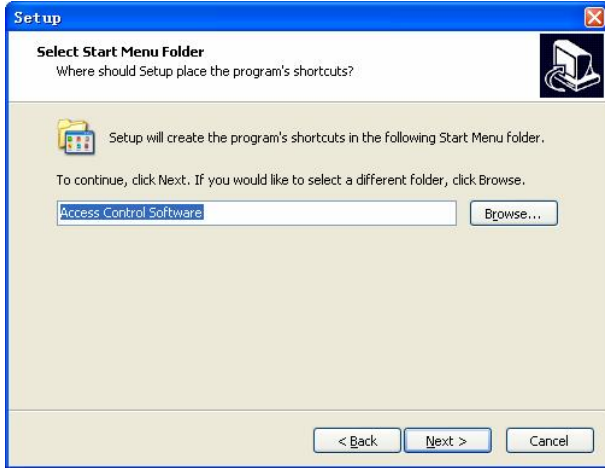 Setup
Select Start Menu Folder
Where should Setup place the program's shortcuts?
Setup will create the program's shortcuts in the following Start Menu folder.
To continue, click Next. If you would like to select a different folder, click Browse.
Access Control Software
Browse...
< Back
Next >
Cancel